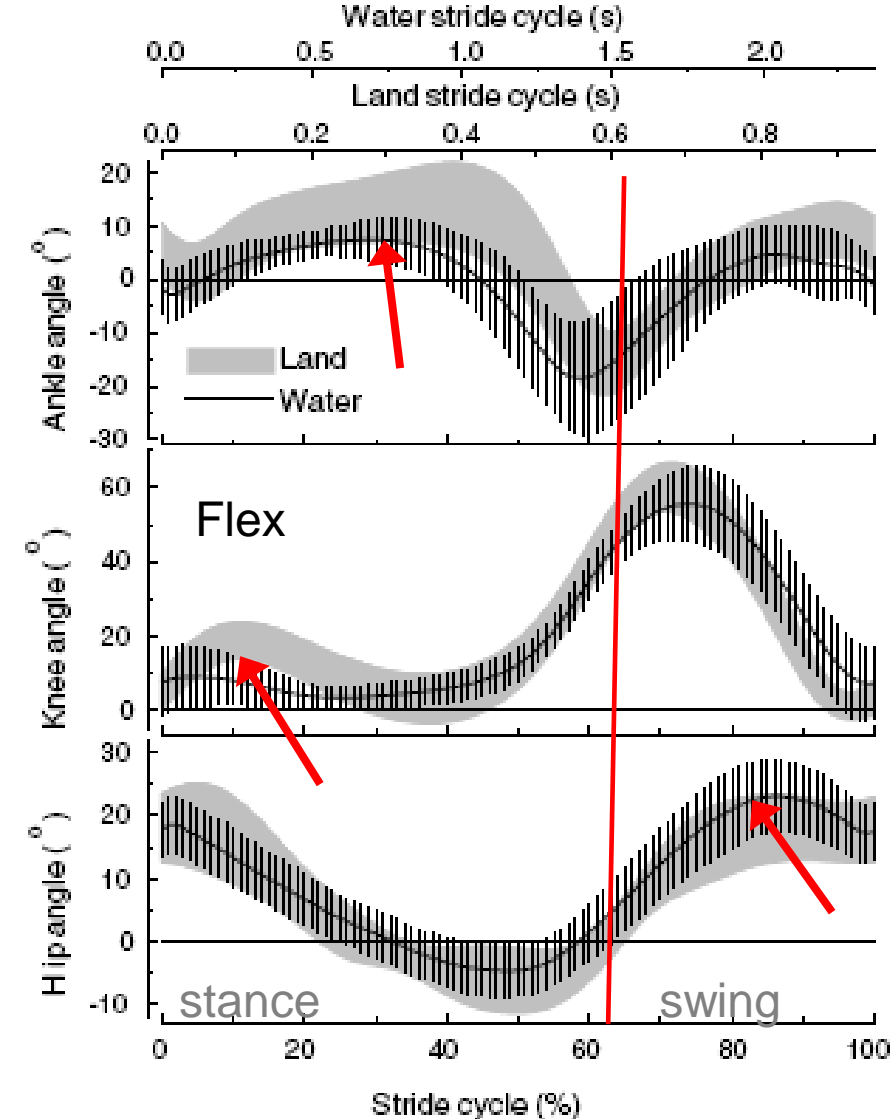 Water stride cycle (s)
0.0 0.5 1.0 1.5 2.0
Land stride cycle (s)
0.0 0.2 0.4 0.6 0.8
Ankle angle (°)
20
10
0
-10
-20
-30
Land
Water
Knee angle (°)
60
40
20
0
Flex
Hip angle (°)
30
20
10
0
-10
stance swing
0 20 40 60 80 100
Stride cycle (%)